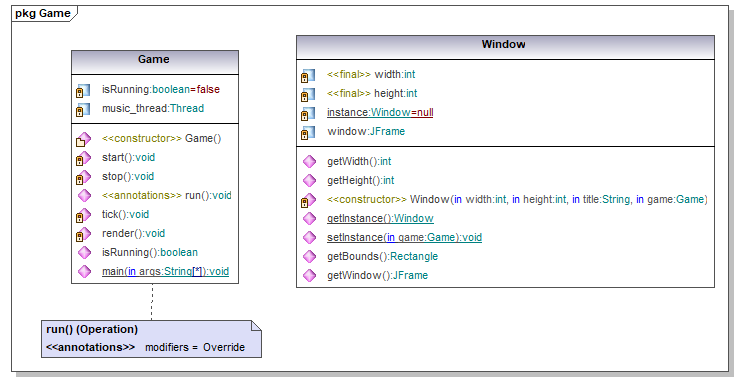 pkg Game
Game
isRunning:boolean=false
music_thread:Thread
<<constructor>> Game()
start():void
stop():void
<<annotations>> run():void
tick():void
render():void
isRunning():boolean
main(in args:String[*]):void
run() (Operation)
<<annotations>> modifiers = Override
Window
<<final>> width:int
<<final>> height:int
instance:Window=null
window:JFrame
getWidth():int
getHeight():int
<<constructor>> Window(in width:int, in height:int, in title:String, in game:Game)
getInstance():Window
setInstance(in game:Game):void
getBounds():Rectangle
getWindow():JFrame